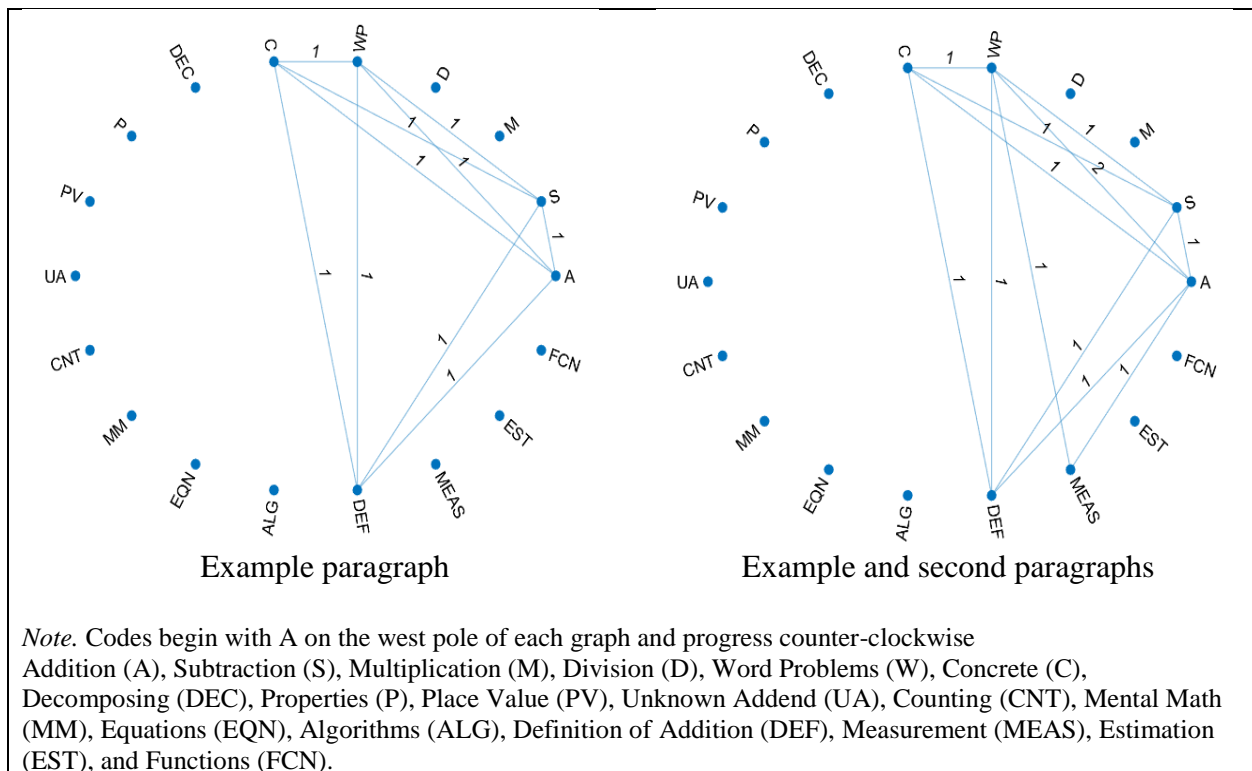 C
1
WP
D
M
S
A
FCN
EST
MEAS
DEF
ALG
EQN
MM
CNT
UA
PV
P
DEC
1
1
1
1
1
1
1
1
1
Example paragraph
C
1
WP
D
M
S
A
FCN
EST
MEAS
DEF
ALG
EQN
MM
CNT
UA
PV
P
DEC
1
1
2
1
1
1
1
1
1
1
1
Example and second paragraphs
Note. Codes begin with A on the west pole of each graph and progress counter-clockwise
Addition (A), Subtraction (S), Multiplication (M), Division (D), Word Problems (W), Concrete (C),
Decomposing (DEC), Properties (P), Place Value (PV), Unknown Addend (UA), Counting (CNT), Mental Math
(MM), Equations (EQN), Algorithms (ALG), Definition of Addition (DEF), Measurement (MEAS), Estimation
(EST), and Functions (FCN).